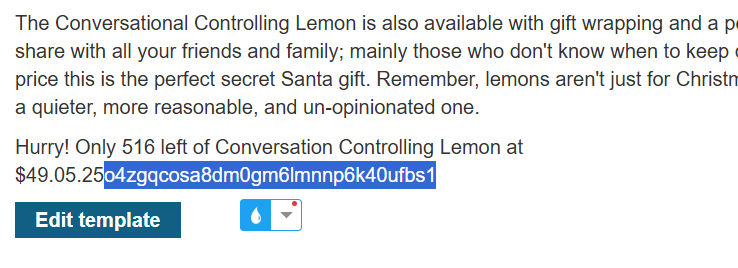 The Conversational Controlling Lemon is also available with gift wrapping and a p
share with all your friends and family; mainly those who don't know when to keep
price this is the perfect secret Santa gift. Remember, lemons aren't just for Christm
a quieter, more reasonable, and un-opinionated one.
Hurry! Only 516 left of Conversation Controlling Lemon at
$49.05.25o4zgqcosa8dm0gm6lmnnp6k40ufbs1
Edit template